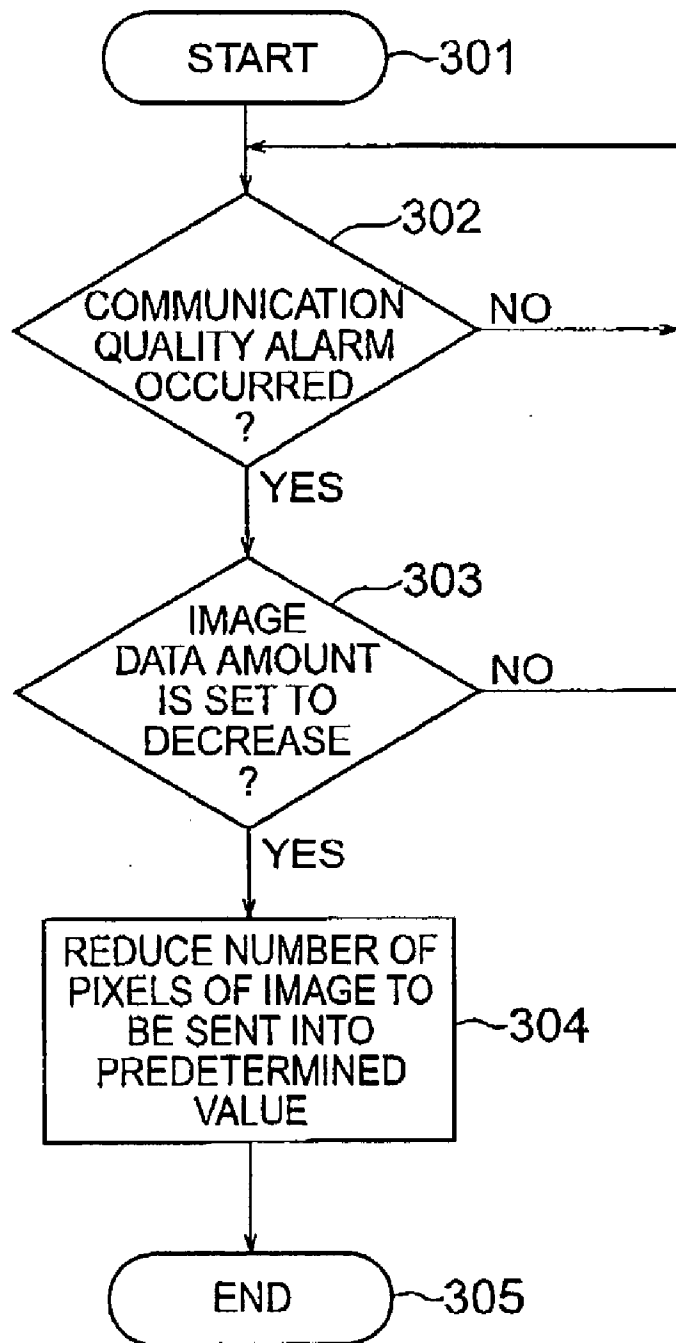 START
301
302
COMMUNICATION
QUALITY ALARM
OCCURRED
?
NO
YES
303
IMAGE
DATA AMOUNT
IS SET TO
DECREASE
?
NO
YES
REDUCE NUMBER OF
PIXELS OF IMAGE TO
BE SENT INTO
PREDETERMINED
VALUE
304
END
305